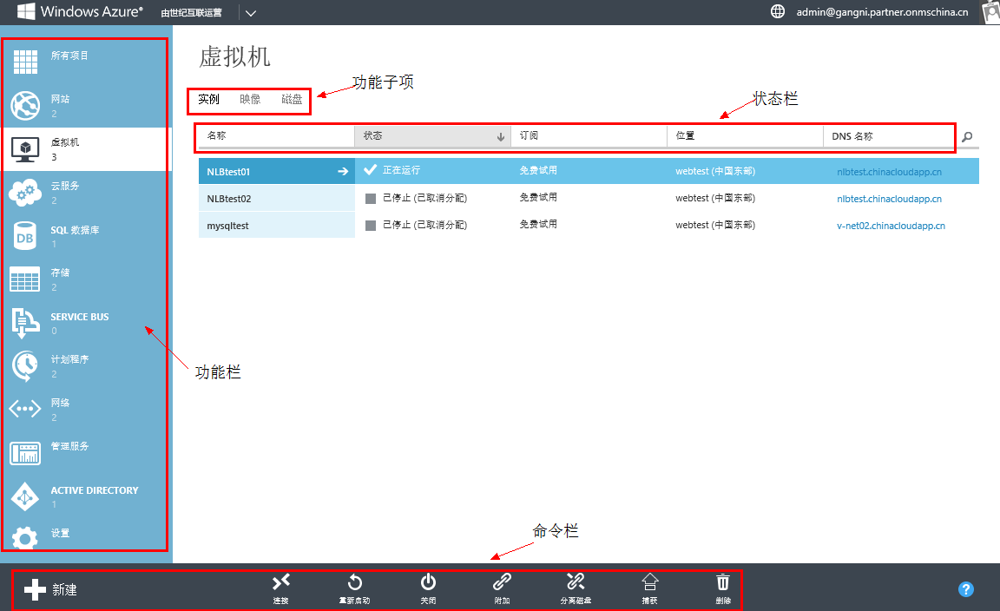 Windows Azure® 由世纪互联运营 admin@gangni.partner.onmschina.cn
所有项目
网站
2
虚拟机
3
云服务
2
SQL 数据库
1
存储
2
SERVICE BUS
0
计划程序
2
网络
2
管理服务
ACTIVE DIRECTORY
1
设置
功能栏
虚拟机
功能子项
实例 映像 磁盘
状态栏
名称 状态 订阅 位置 DNS 名称
NLBtest01 正在运行 免费试用 webtest (中国东部) nlbtest.chinacloudapp.cn
NLBtest02 已停止 (已取消分配) 免费试用 webtest (中国东部) nlbtest.chinacloudapp.cn
mysqltest 已停止 (已取消分配) 免费试用 webtest (中国东部) v-net02.chinacloudapp.cn
命令栏
新建 连接 重新启动 关闭 附加 分离磁盘 捕获 删除 ?
DB